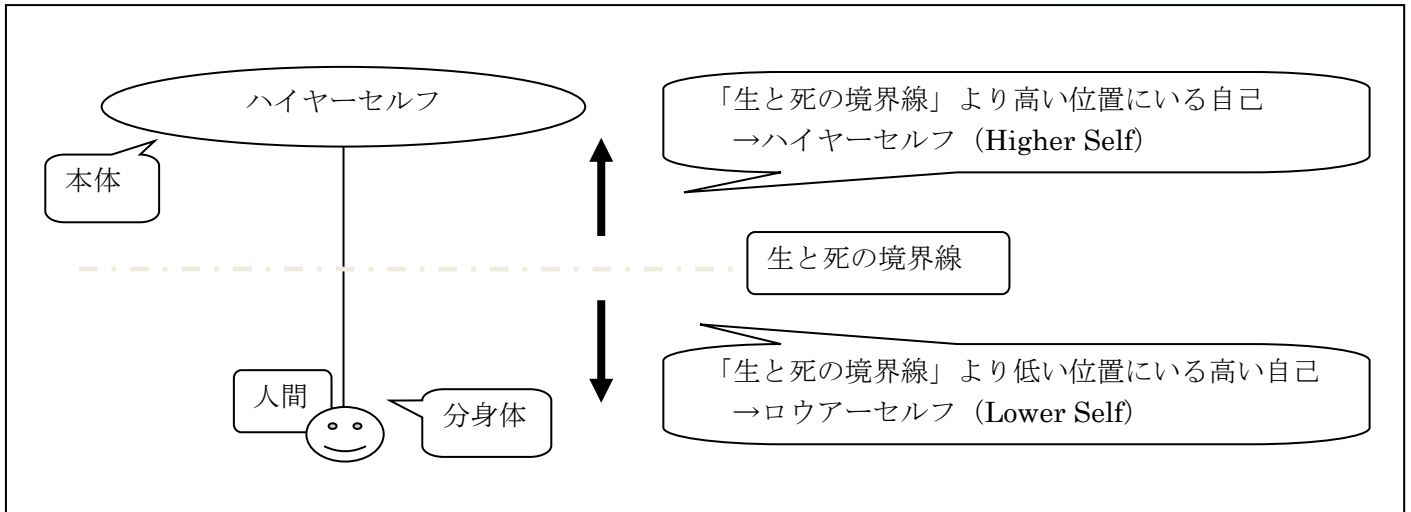 ハイヤーセルフ
本体
「生と死の境界線」より高い位置にいる自己
→ハイヤーセルフ（Higher Self）
生と死の境界線
人間
分身体
「生と死の境界線」より低い位置にいる高い自己
→ロウアーセルフ（Lower Self）